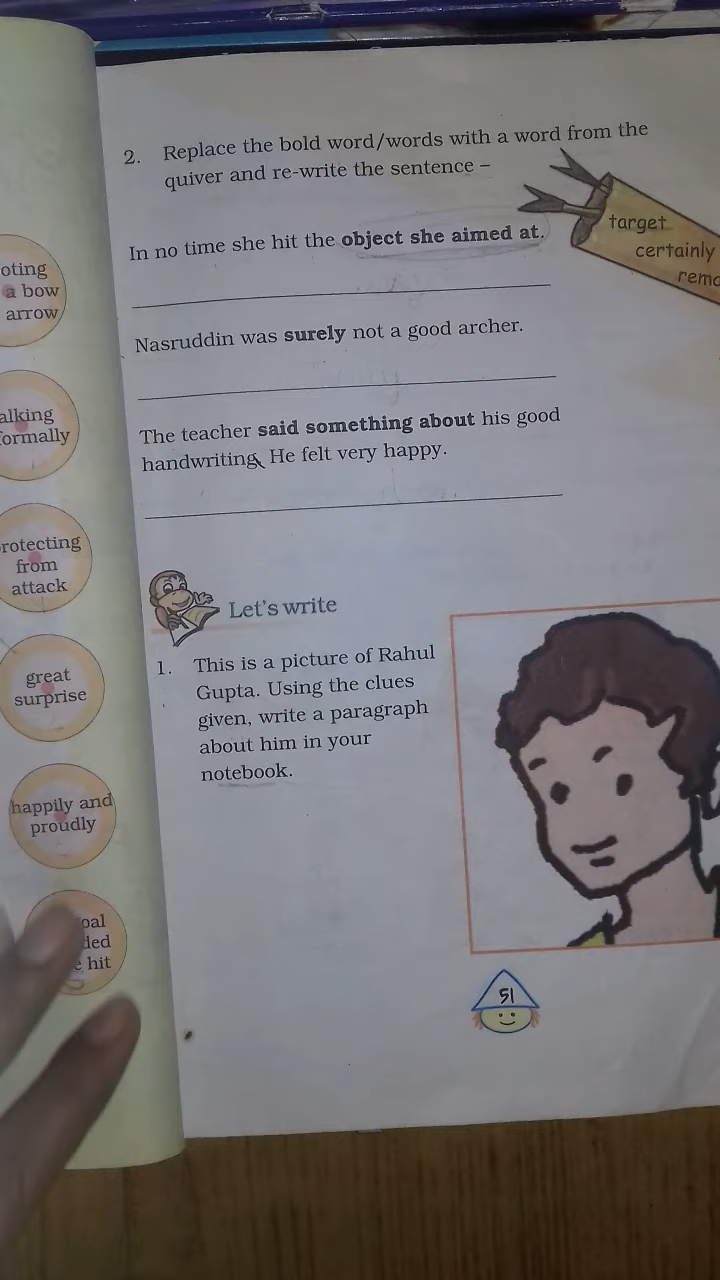 oting
a bow
arrow
alking
formally
rotecting
from
attack
great
surprise
happily and
proudly
oal
ded
e hit
2. Replace the bold word/words with a word from the
quiver and re-write the sentence –
target
certainly
rema
In no time she hit the object she aimed at.
Nasruddin was surely not a good archer.
The teacher said something about his good
handwriting. He felt very happy.
Let's write
1. This is a picture of Rahul
Gupta. Using the clues
given, write a paragraph
about him in your
notebook.
51